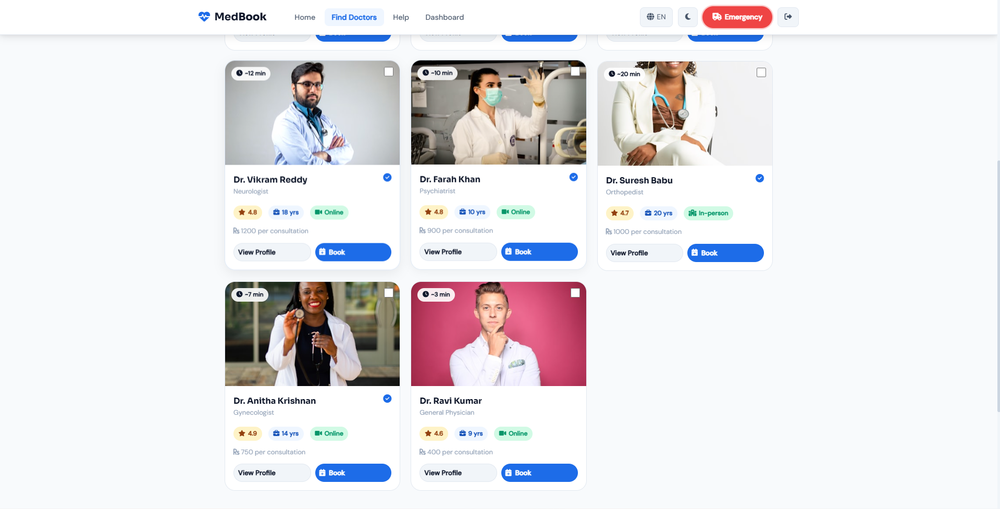 MedBook
Home
Find Doctors
Help
Dashboard
EN
Emergency
~12 min
~10 min
~20 min
Dr. Vikram Reddy
Neurologist
4.8
18 yrs
Online
₨ 1200 per consultation
View Profile
Book
Dr. Farah Khan
Psychiatrist
4.8
10 yrs
Online
₨ 900 per consultation
View Profile
Book
Dr. Suresh Babu
Orthopedist
4.7
20 yrs
In-person
₨ 1000 per consultation
View Profile
Book
~7 min
~3 min
Dr. Anitha Krishnan
Gynecologist
4.9
14 yrs
Online
₨ 750 per consultation
View Profile
Book
Dr. Ravi Kumar
General Physician
4.6
9 yrs
Online
₨ 400 per consultation
View Profile
Book